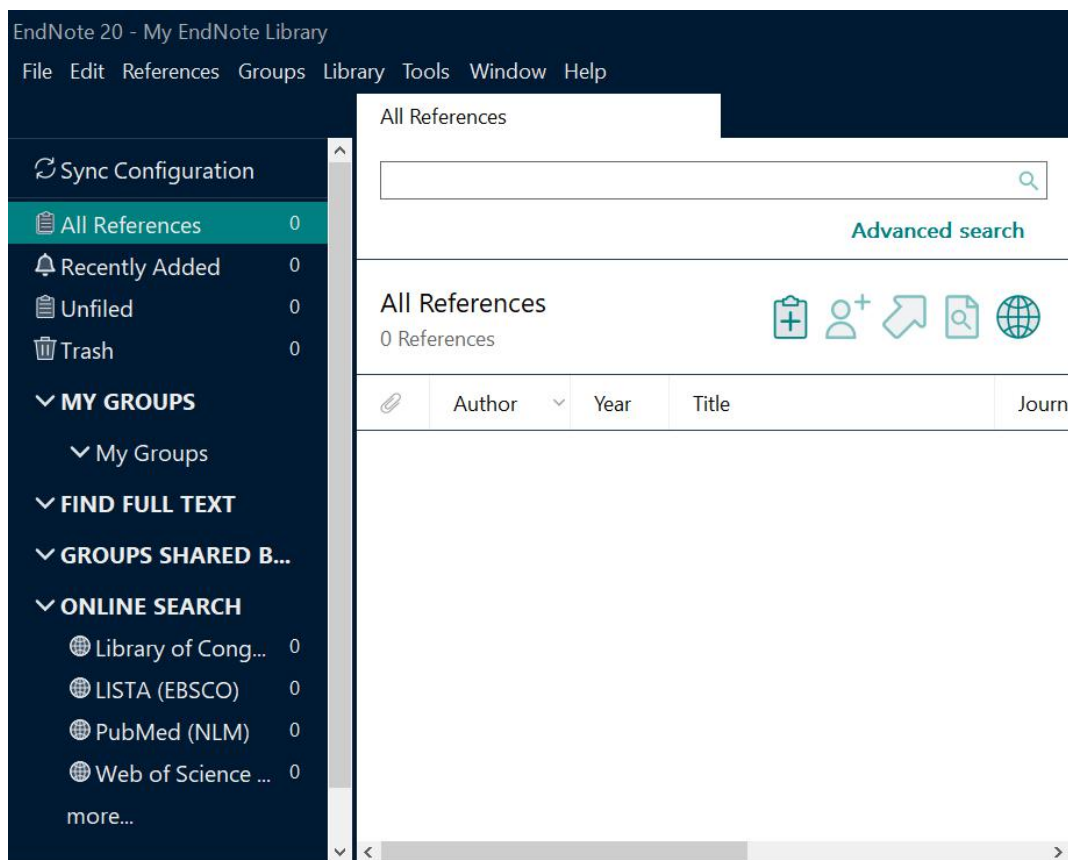 EndNote 20 - My EndNote Library
File Edit References Groups Library Tools Window Help
All References
Sync Configuration
All References 0
Recently Added 0
Unfiled 0
Trash 0
MY GROUPS
My Groups
FIND FULL TEXT
GROUPS SHARED B...
ONLINE SEARCH
Library of Cong... 0
LISTA (EBSCO) 0
PubMed (NLM) 0
Web of Science ... 0
more...
Advanced search
All References
0 References
Author Year Title Journ